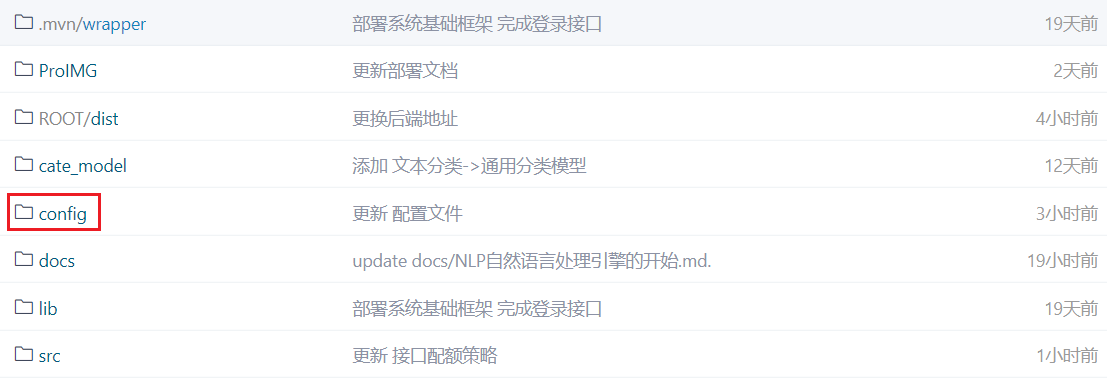 .mvn/wrapper 部署系统基础框架 完成登录接口 19天前
ProIMG 更新部署文档 2天前
ROOT/dist 更换后端地址 4小时前
cate_model 添加 文本分类->通用分类模型 12天前
config 更新 配置文件 3小时前
docs update docs/NLP自然语言处理引擎的开始.md. 19小时前
lib 部署系统基础框架 完成登录接口 19天前
src 更新 接口配额策略 1小时前